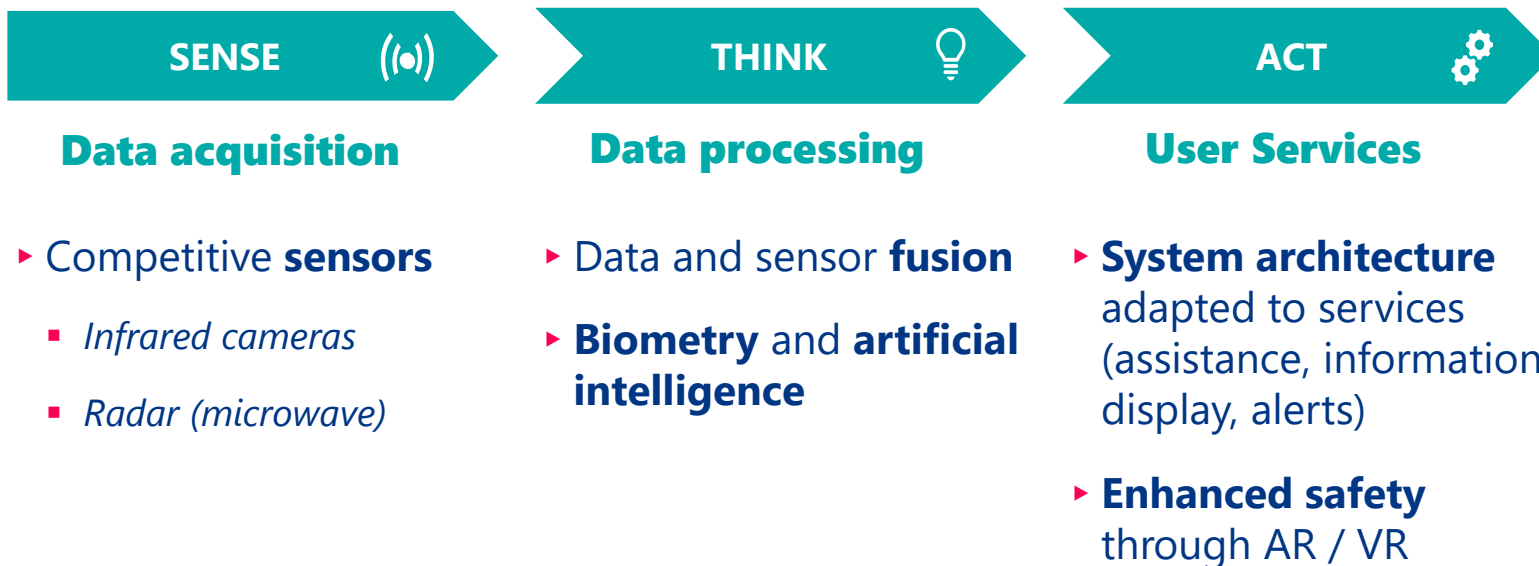 SENSE
THINK
ACT
Data acquisition
Data processing
User Services
▸ Competitive sensors
▪ Infrared cameras
▪ Radar (microwave)
▸ Data and sensor fusion
▸ Biometry and artificial
intelligence
▸ System architecture
adapted to services
(assistance, information
display, alerts)
▸ Enhanced safety
through AR / VR